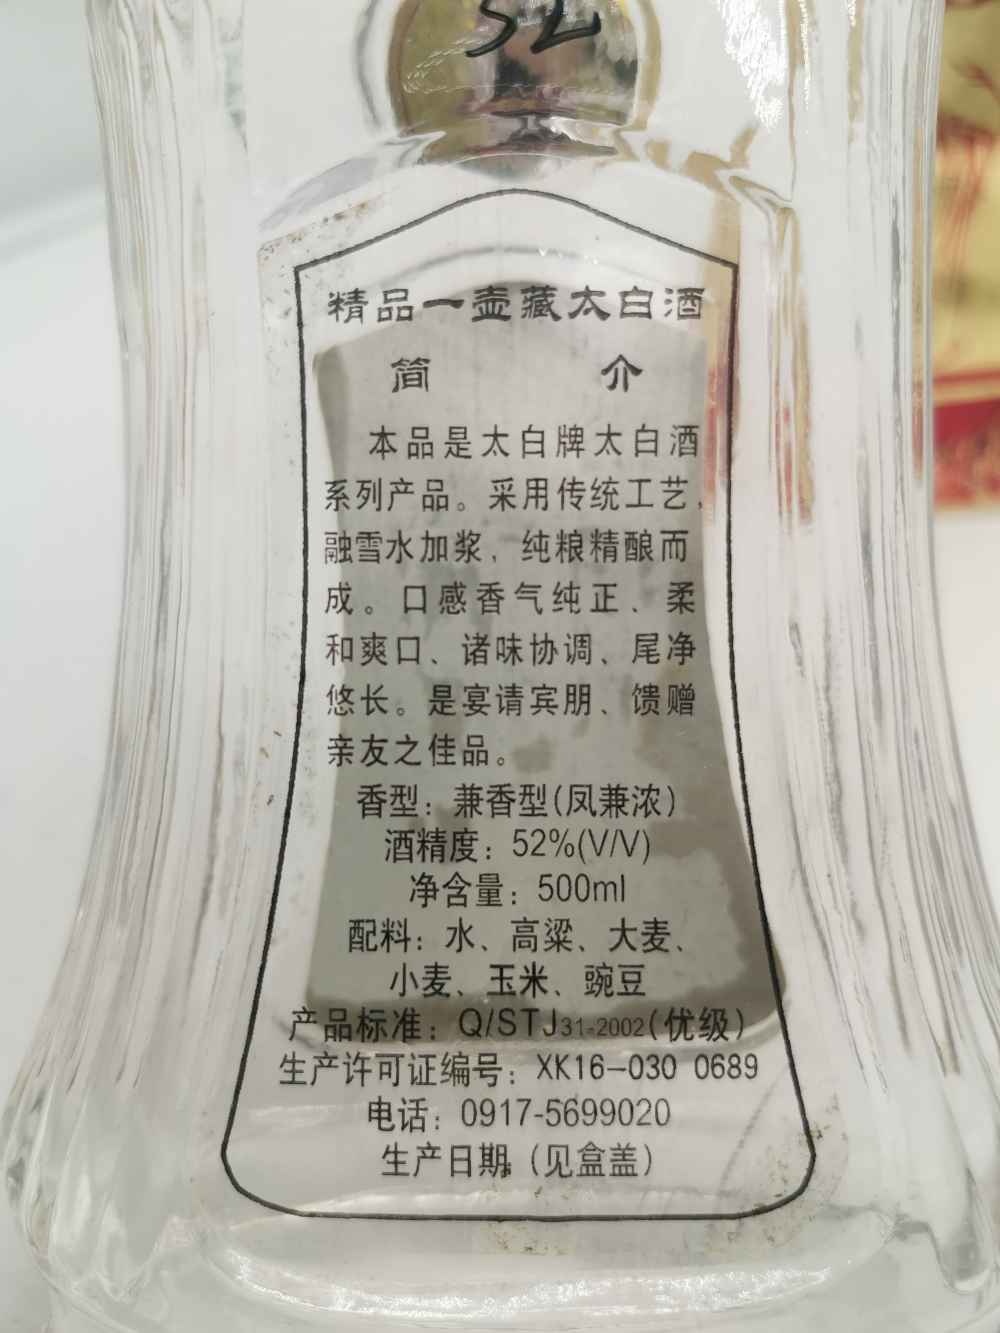 52
精品一壶藏太白酒
简 介
本品是太白牌太白酒
系列产品。采用传统工艺,
融雪水加浆，纯粮精酿而
成。口感香气纯正、柔
和爽口、诸味协调、尾净
悠长。是宴请宾朋、馈赠
亲友之佳品。
香型：兼香型(凤兼浓)
酒精度：52%(V/V)
净含量：500ml
配料：水、高粱、大麦、
小麦、玉米、豌豆
产品标准：Q/STJ31-2002(优级)
生产许可证编号：XK16-030 0689
电话：0917-5699020
生产日期：(见盒盖)